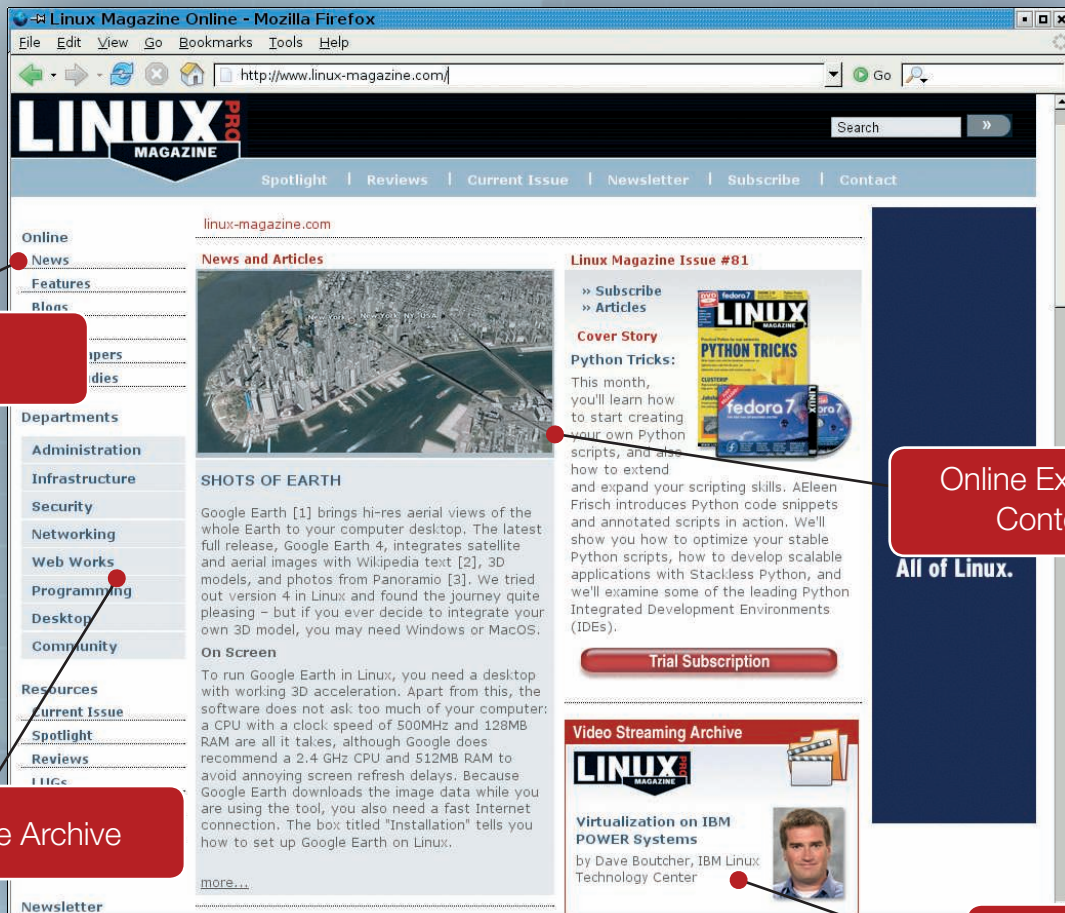 Linux Magazine Online - Mozilla Firefox
File Edit View Go Bookmarks Tools Help
http://www.linux-magazine.com/
Go
LINUX PRO
MAGAZINE
Search
»
Spotlight | Reviews | Current Issue | Newsletter | Subscribe | Contact
Online
News
Features
Blogs
Departments
Administration
Infrastructure
Security
Networking
Web Works
Programming
Desktop
Community
Resources
Current Issue
Spotlight
Reviews
LUGs
Archive
Newsletter
linux-magazine.com
News and Articles
New York, NY, USA
SHOTS OF EARTH
Google Earth [1] brings hi-res aerial views of the
whole Earth to your computer desktop. The latest
full release, Google Earth 4, integrates satellite
and aerial images with Wikipedia text [2], 3D
models, and photos from Panoramio [3]. We tried
out version 4 in Linux and found the journey quite
pleasing – but if you ever decide to integrate your
own 3D model, you may need Windows or MacOS.
On Screen
To run Google Earth in Linux, you need a desktop
with working 3D acceleration. Apart from this, the
software does not ask too much of your computer:
a CPU with a clock speed of 500MHz and 128MB
RAM are all it takes, although Google does
recommend a 2.4 GHz CPU and 512MB RAM to
avoid annoying screen refresh delays. Because
Google Earth downloads the image data while you
are using the tool, you also need a fast Internet
connection. The box titled "Installation" tells you
how to set up Google Earth on Linux.
more...
Linux Magazine Issue #81
» Subscribe
» Articles
Cover Story
Python Tricks:
This month,
you'll learn how
to start creating
your own Python
scripts, and also
how to extend
and expand your scripting skills. AEleen
Frisch introduces Python code snippets
and annotated scripts in action. We'll
show you how to optimize your stable
Python scripts, how to develop scalable
applications with Stackless Python, and
we'll examine some of the leading Python
Integrated Development Environments
(IDEs).
DVD
fedora 7
LINUX
MAGAZINE
PYTHON TRICKS
CLUSTERIP
fedora 7
Trial Subscription
Video Streaming Archive
LINUX PRO
MAGAZINE
Virtualization on IBM
POWER Systems
by Dave Boutcher, IBM Linux
Technology Center
Online
All of Linux.